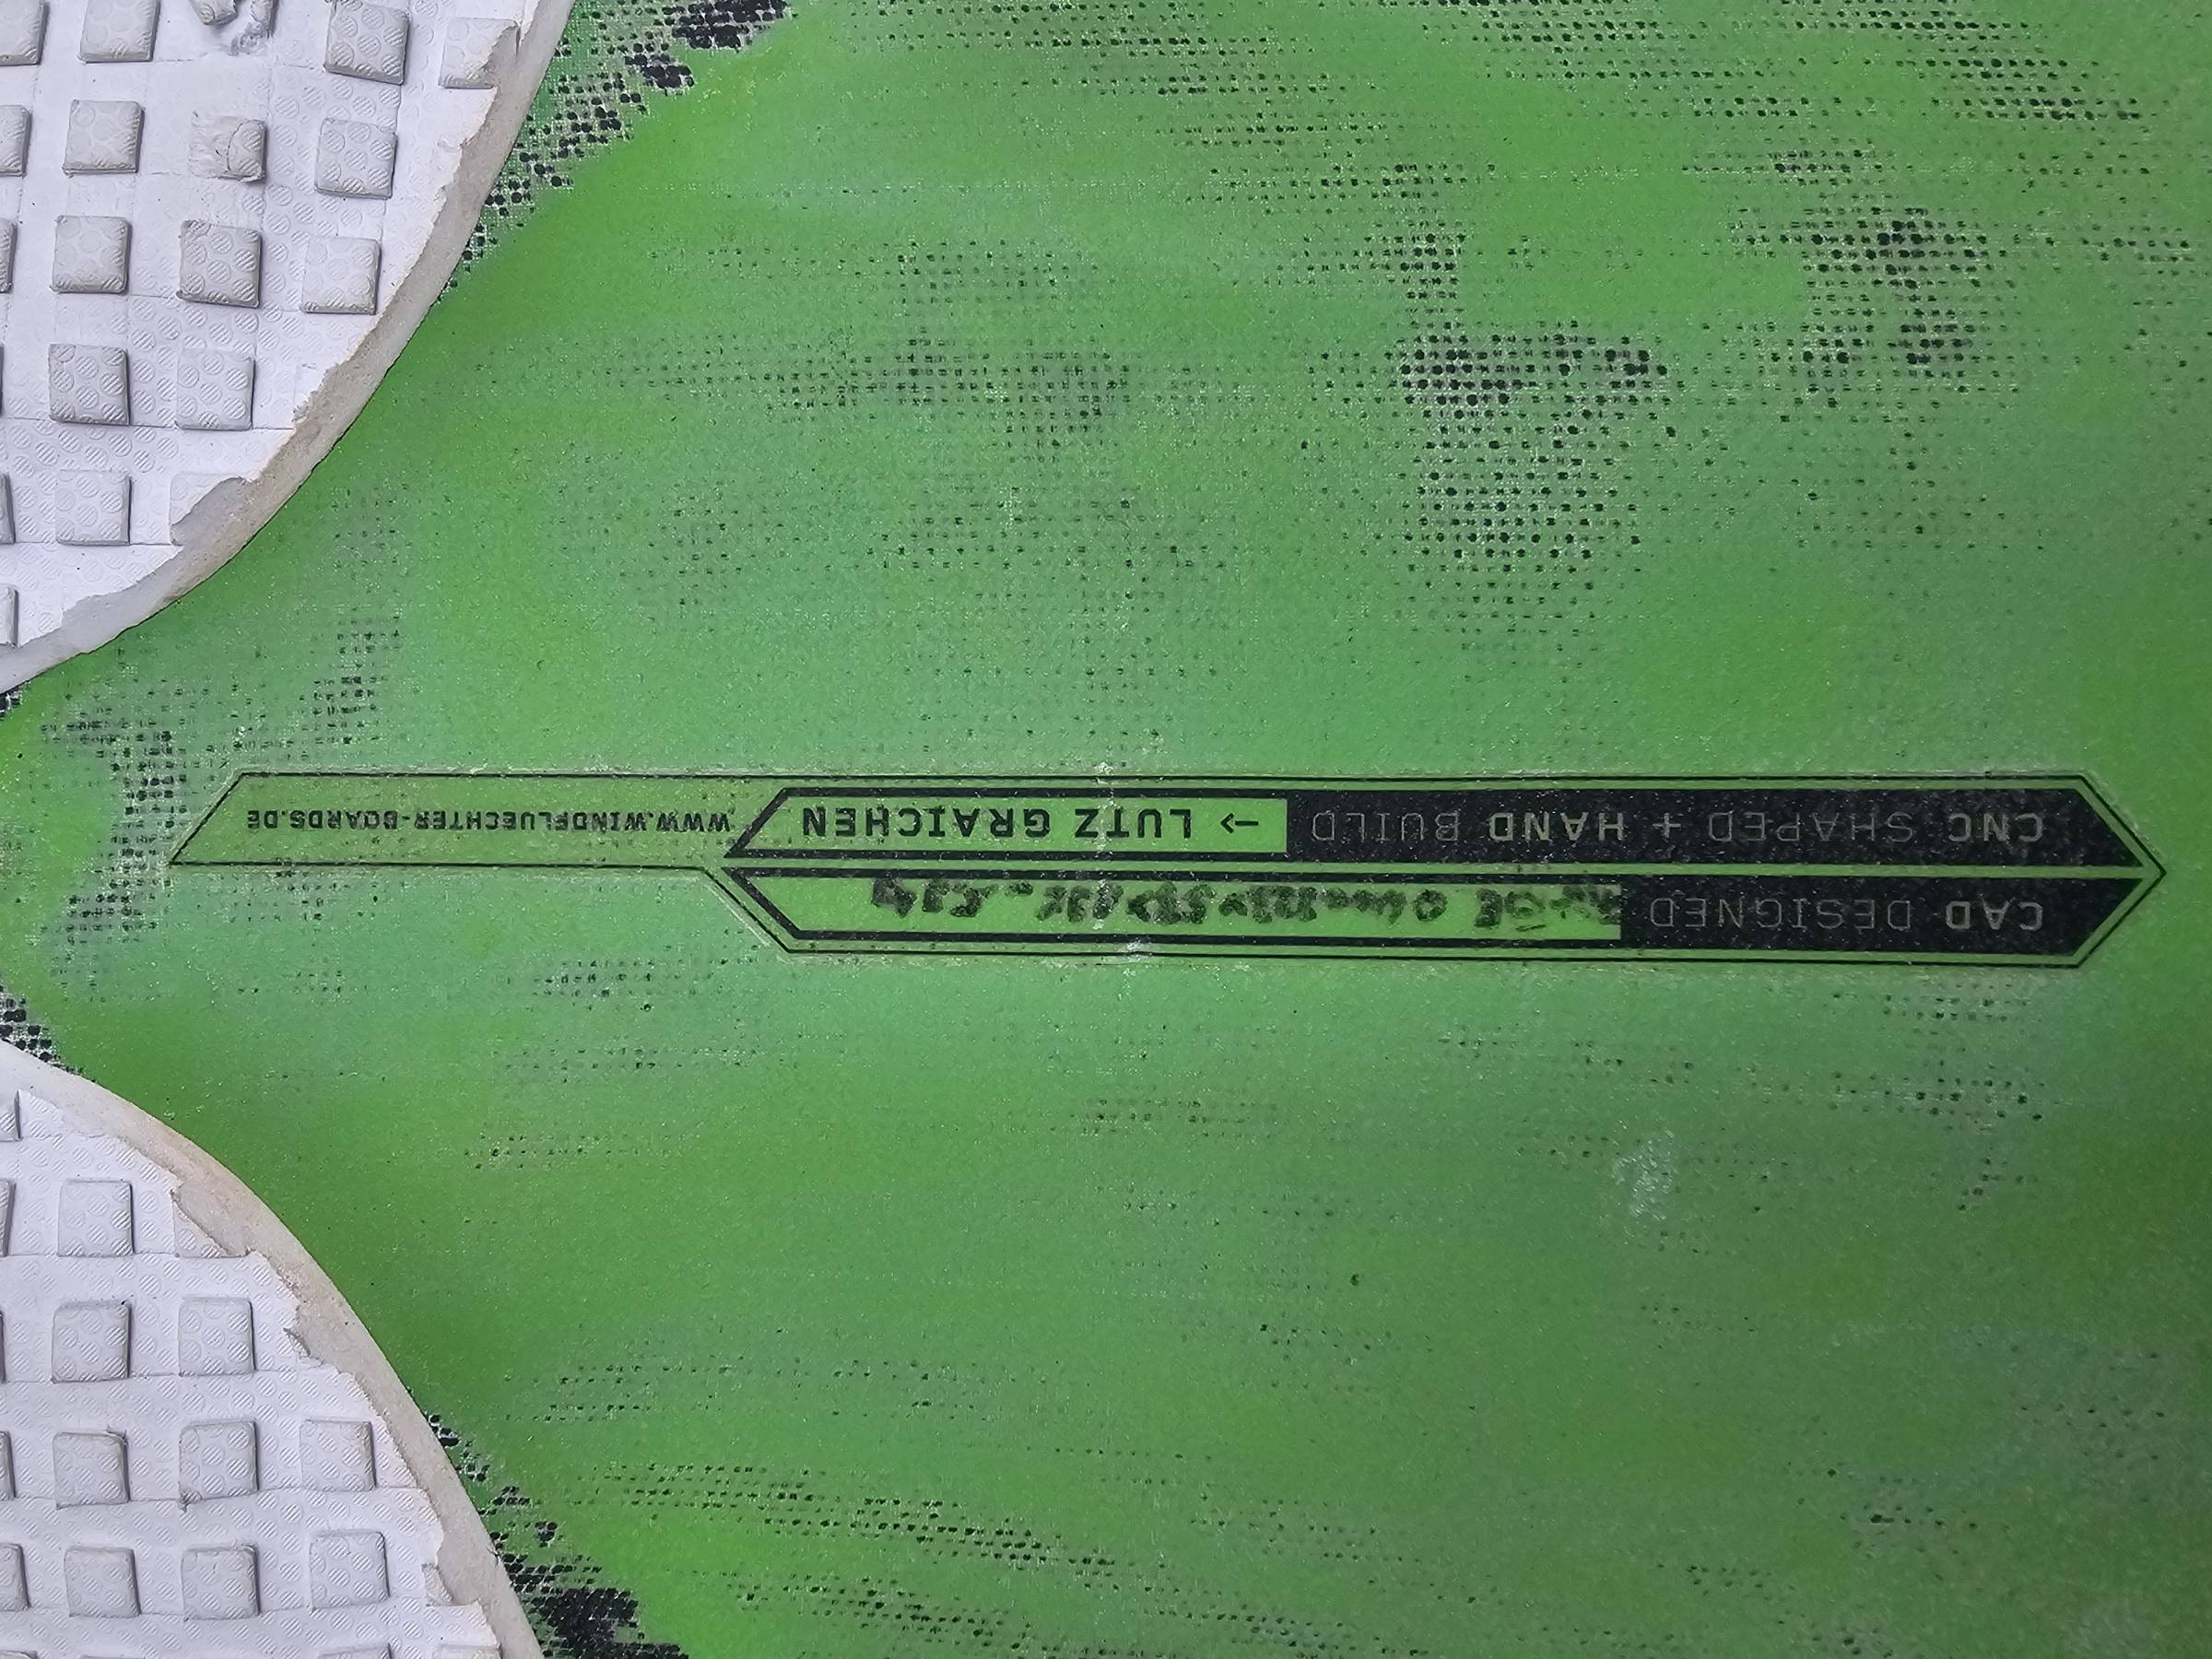 CAD DESIGNED
CNC SHAPED + HAND BUILD -> LUTZ GRAICHEN
WWW.WINDFLUECHTER-BOARDS.DE